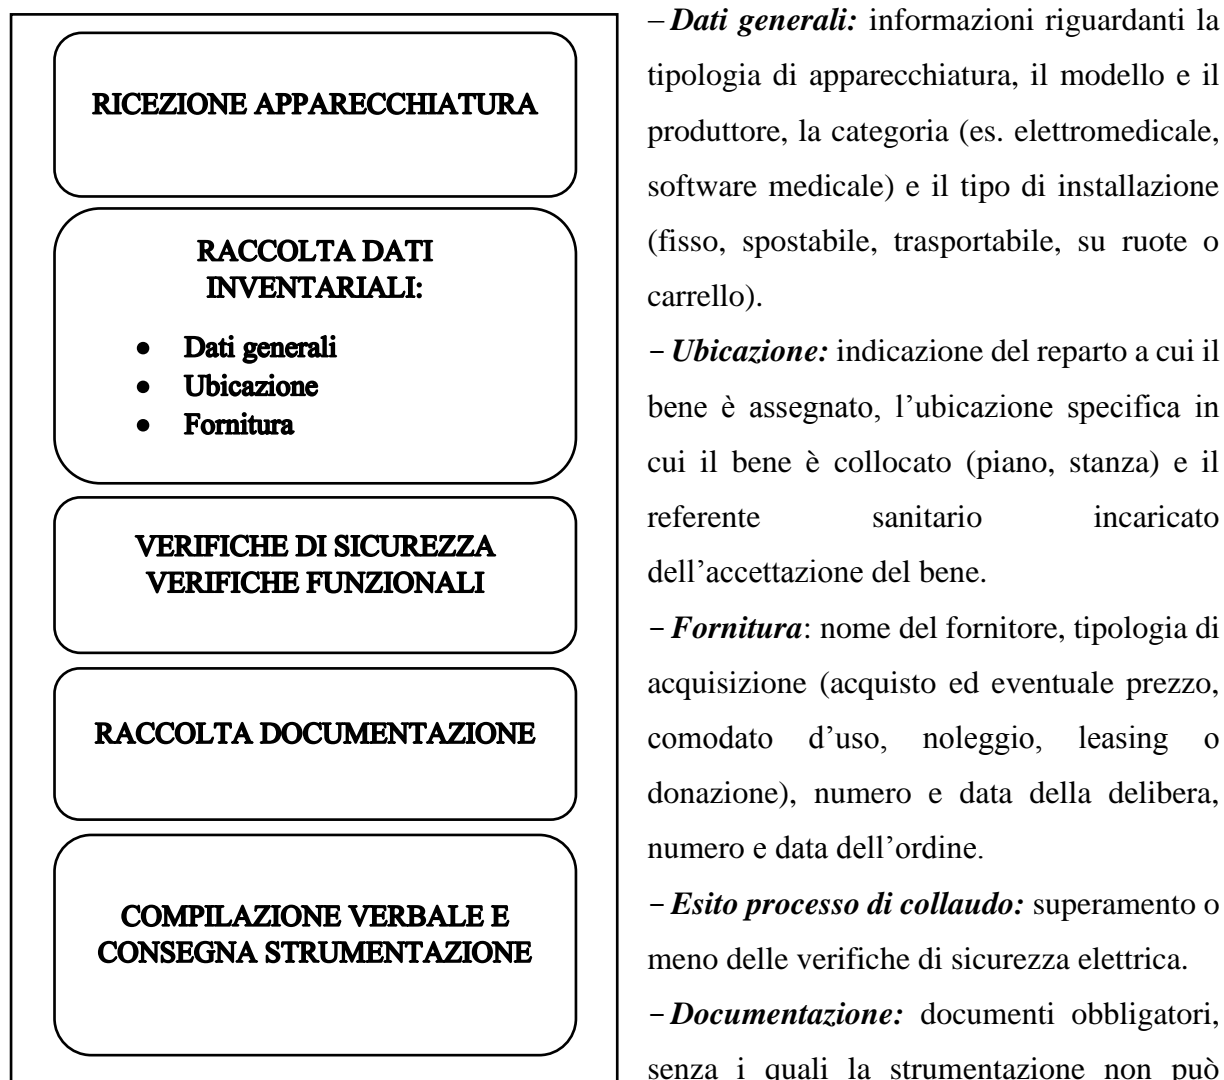 RICEZIONE APPARECCHIATURA
RACCOLTA DATI
INVENTARIALI:
● Dati generali
● Ubicazione
● Fornitura
VERIFICHE DI SICUREZZA
VERIFICHE FUNZIONALI
RACCOLTA DOCUMENTAZIONE
COMPILAZIONE VERBALE E
CONSEGNA STRUMENTAZIONE
– Dati generali: informazioni riguardanti la
tipologia di apparecchiatura, il modello e il
produttore, la categoria (es. elettromedicale,
software medicale) e il tipo di installazione
(fisso, spostabile, trasportabile, su ruote o
carrello).
– Ubicazione: indicazione del reparto a cui il
bene è assegnato, l’ubicazione specifica in
cui il bene è collocato (piano, stanza) e il
referente sanitario incaricato
dell’accettazione del bene.
– Fornitura: nome del fornitore, tipologia di
acquisizione (acquisto ed eventuale prezzo,
comodato d’uso, noleggio, leasing o
donazione), numero e data della delibera,
numero e data dell’ordine.
– Esito processo di collaudo: superamento o
meno delle verifiche di sicurezza elettrica.
– Documentazione: documenti obbligatori,
senza i quali la strumentazione non può